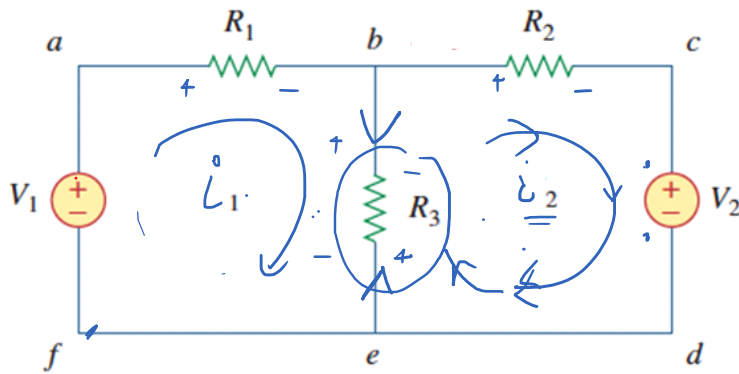 a R₁ b R₂ c
+ − + −
+ −
V₁ + − i₁ R₃ i₂ + − V₂
− +
f e d